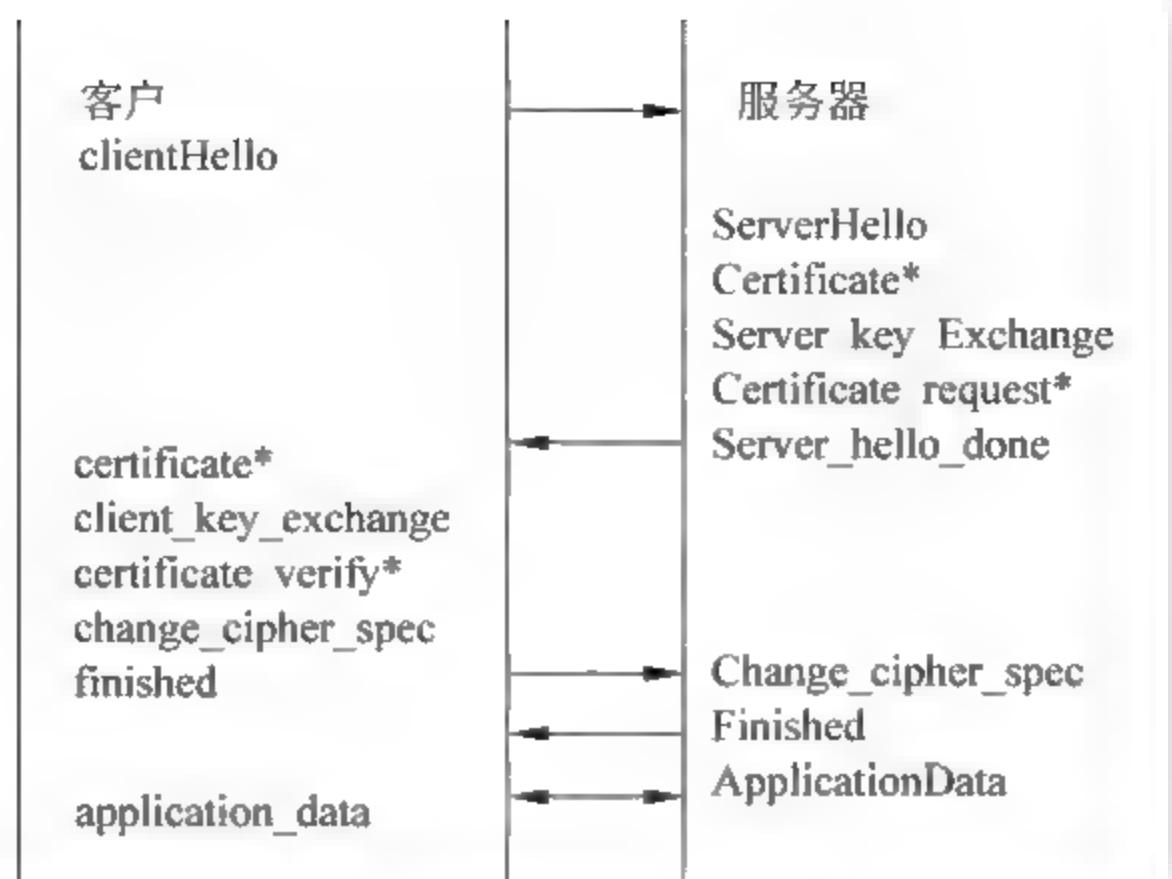 客户
服务器
clientHello
ServerHello
Certificate*
Server key Exchange
Certificate request*
Server_hello_done
certificate*
client_key_exchange
certificate verify*
change_cipher_spec
finished
Change_cipher_spec
Finished
ApplicationData
application_data